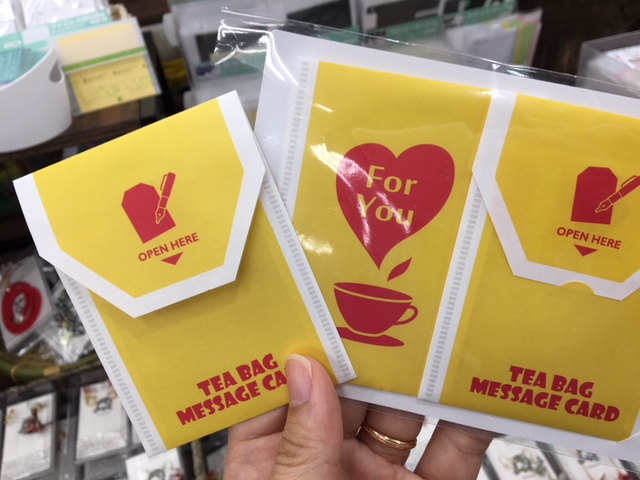 OPEN HERE
TEA BAG
MESSAGE CA
For
You
OPEN HERE
TEA BAG
MESSAGE CARD